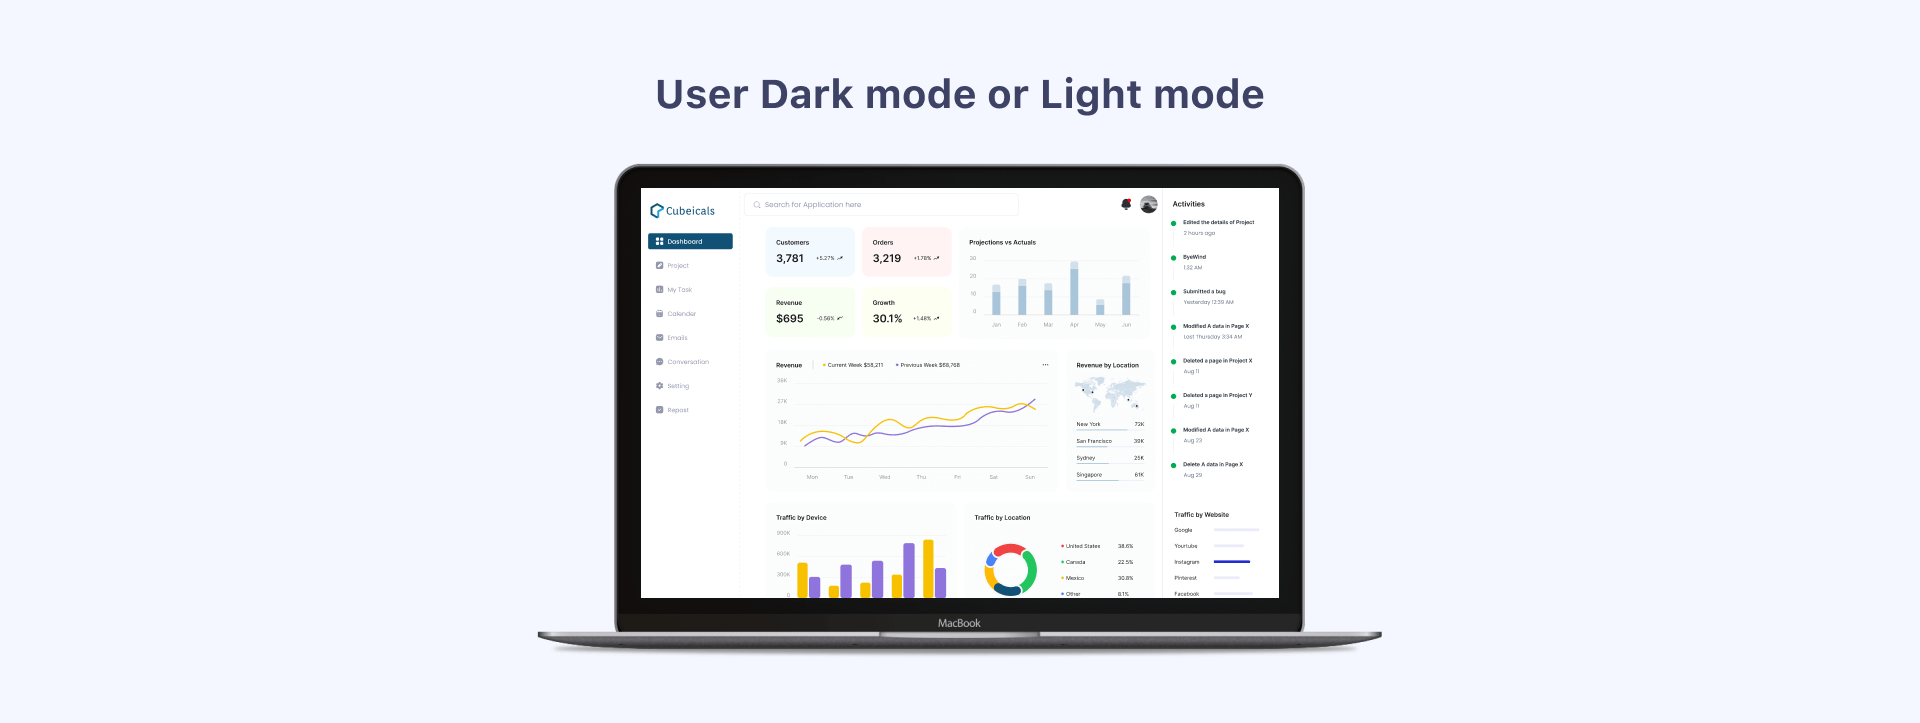 User Dark mode or Light mode
Cubeicals
Search for Application here
Dashboard
Project
My Task
Calender
Emails
Conversation
Setting
Repost
Customers
3,781
+5.27%
Orders
3,219
+1.78%
Revenue
$695
-0.56%
Growth
30.1%
+1.48%
Projections vs Actuals
30
20
10
0
Jan Feb Mar Apr May Jun
Revenue
Current Week $58,211
Previous Week $68,768
36K
27K
18K
9K
0
Mon Tue Wed Thu Fri Sat Sun
Revenue by Location
New York 72K
San Francisco 39K
Sydney 25K
Singapore 61K
Traffic by Device
900K
600K
300K
0
Traffic by Location
United States 38.6%
Canada 22.5%
Mexico 30.8%
Other 8.1%
Activities
Edited the details of Project
2 hours ago
ByeWind
1:32 AM
Submitted a bug
Yesterday 12:39 AM
Modified A data in Page X
Last Thursday 3:34 AM
Deleted a page in Project X
Aug 11
Deleted a page in Project Y
Aug 11
Modified A data in Page X
Aug 23
Delete A data in Page X
Aug 29
Traffic by Website
Google
Yourtube
Instagram
Pinterest
Facebook
MacBook